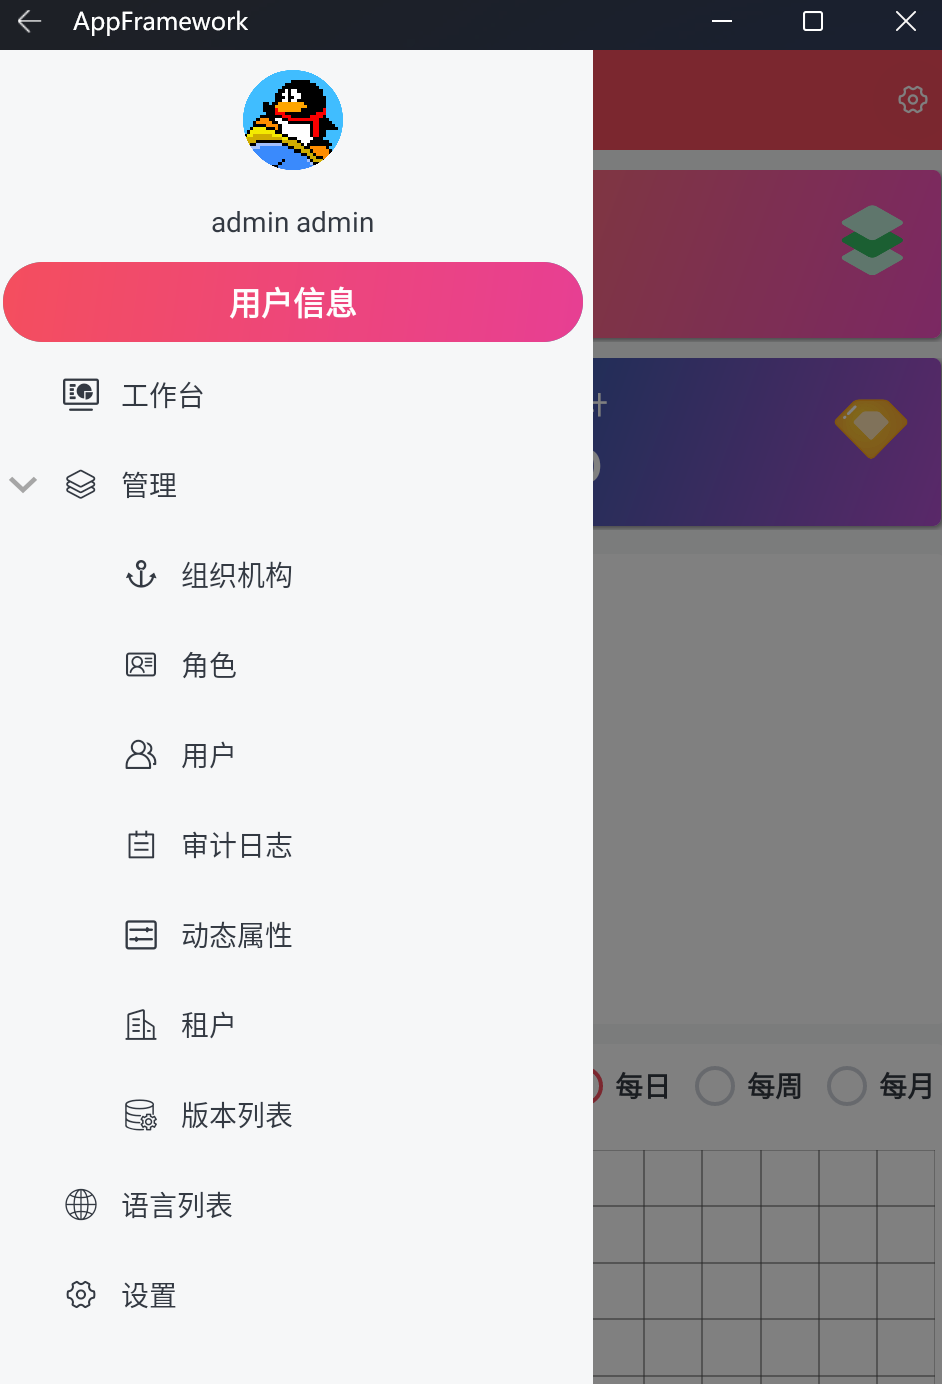 AppFramework
admin admin
用户信息
工作台
管理
组织机构
角色
用户
审计日志
动态属性
租户
版本列表
语言列表
设置
计
每日
每周
每月